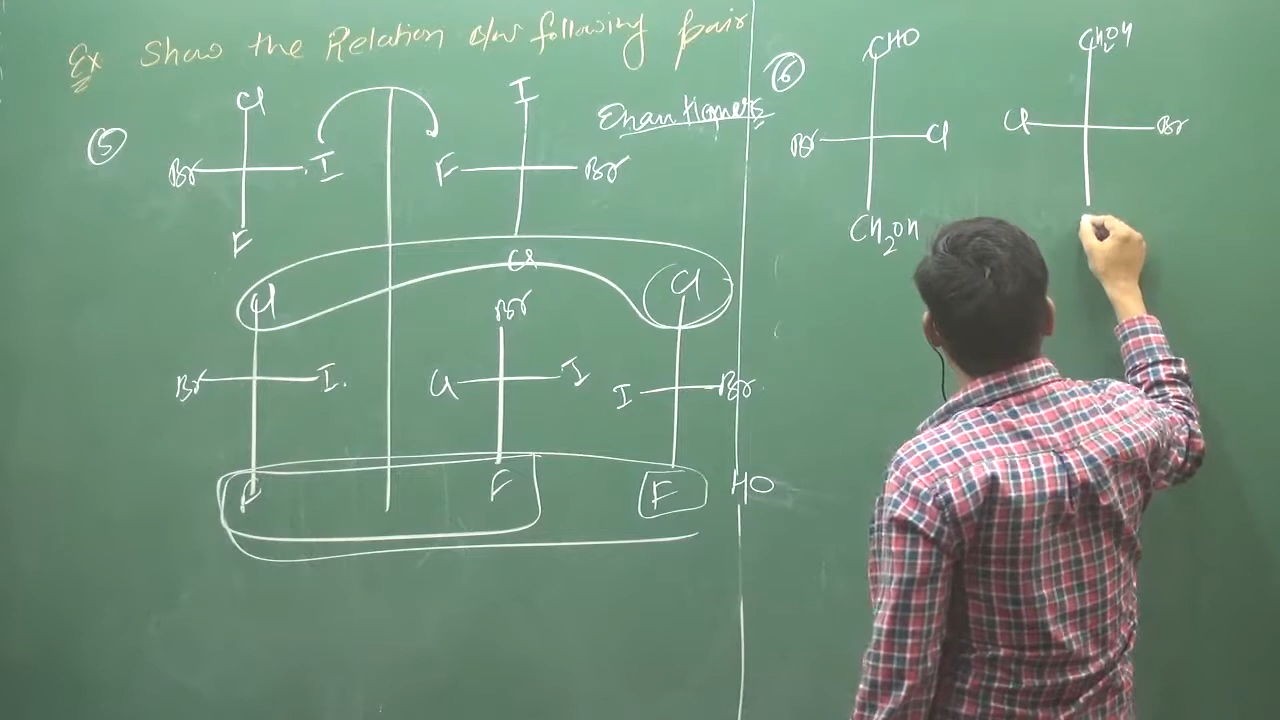 Ex Show the Relation b/w following pair
5
Cl
Br I
F
I
F Br
Cl
Enantiomers
Cl
Br I
F
Br
Cl I
F
Cl
I Br
F
HO
6
CHO
Br Cl
CH2OH
CH2OH
Cl Br